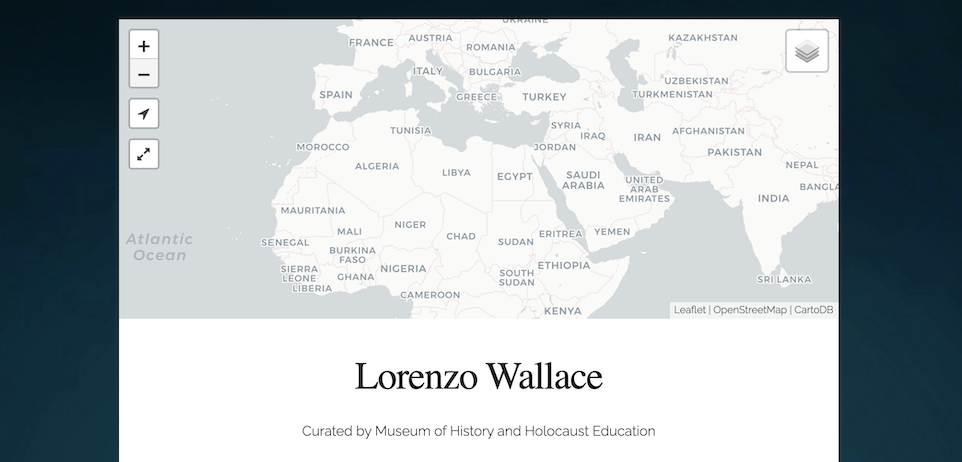 UKRAINE
KAZAKHSTAN
FRANCE
AUSTRIA
ROMANIA
ITALY
BULGARIA
UZBEKISTAN
SPAIN
GREECE
TURKEY
TURKMENISTAN
TUNISIA
SYRIA
IRAQ
IRAN
AFGHANISTAN
MOROCCO
JORDAN
PAKISTAN
ALGERIA
LIBYA
EGYPT
SAUDI
ARABIA
UNITED
ARAB
EMIRATES
NEPAL
BANGLA
INDIA
MAURITANIA
MALI
NIGER
CHAD
SUDAN
ERITREA
YEMEN
Atlantic
Ocean
SENEGAL
BURKINA
FASO
SIERRA
LEONE
GHANA
NIGERIA
SOUTH
SUDAN
ETHIOPIA
SRI LANKA
LIBERIA
CAMEROON
KENYA
Leaflet | OpenStreetMap | CartoDB
Lorenzo Wallace
Curated by Museum of History and Holocaust Education